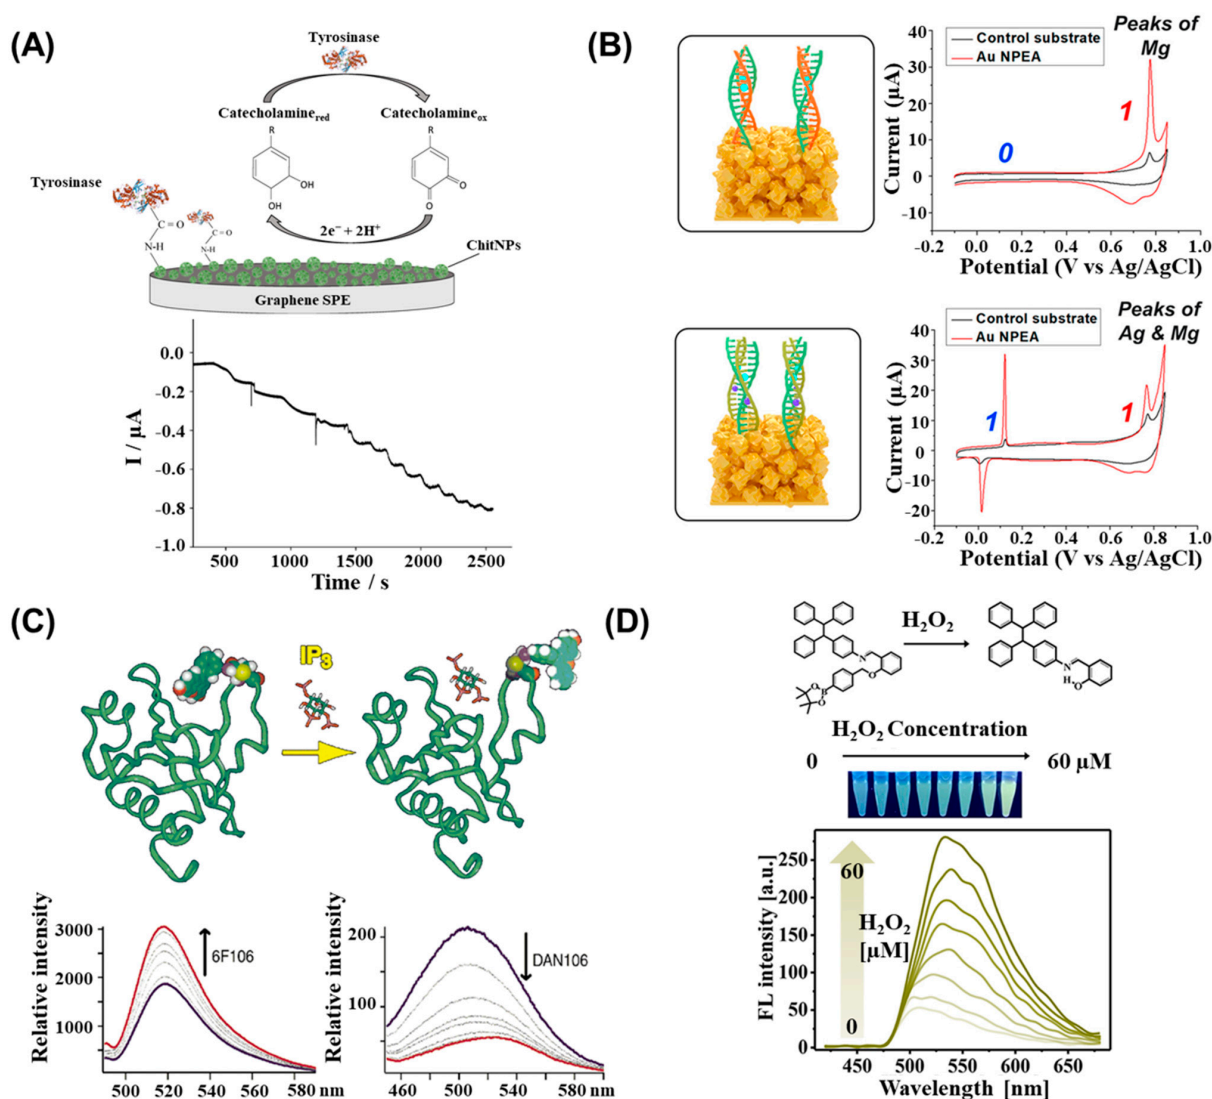 (A)
Tyrosinase
Catecholamine_red
Catecholamine_ox
R
R
OH
OH
O
O
Tyrosinase
C = O
N-H
C = O
N-H
2e⁻ + 2H⁺
ChitNPs
Graphene SPE
I / µA
0.0
-0.2
-0.4
-0.6
-0.8
-1.0
500 1000 1500 2000 2500
Time / s
(B)
Control substrate
Au NPEA
Peaks of
Mg
0
1
Current (µA)
40
30
20
10
0
-10
-0.2 0.0 0.2 0.4 0.6 0.8 1.0
Potential (V vs Ag/AgCl)
Control substrate
Au NPEA
Peaks of
Ag & Mg
1
1
Current (µA)
40
30
20
10
0
-10
-20
-0.2 0.0 0.2 0.4 0.6 0.8 1.0
Potential (V vs Ag/AgCl)
(C)
IP₃
Relative intensity
3000
2000
1000
6F106
500 520 540 560 580 nm
Relative intensity
200
100
DAN106
460 500 540 580 nm
(D)
H₂O₂
N
O
O
B
O
N
HO
H₂O₂ Concentration
0
60 µM
FL intensity [a.u.]
250
200
150
100
50
0
60
H₂O₂
[µM]
0
450 500 550 600 650
Wavelength [nm]